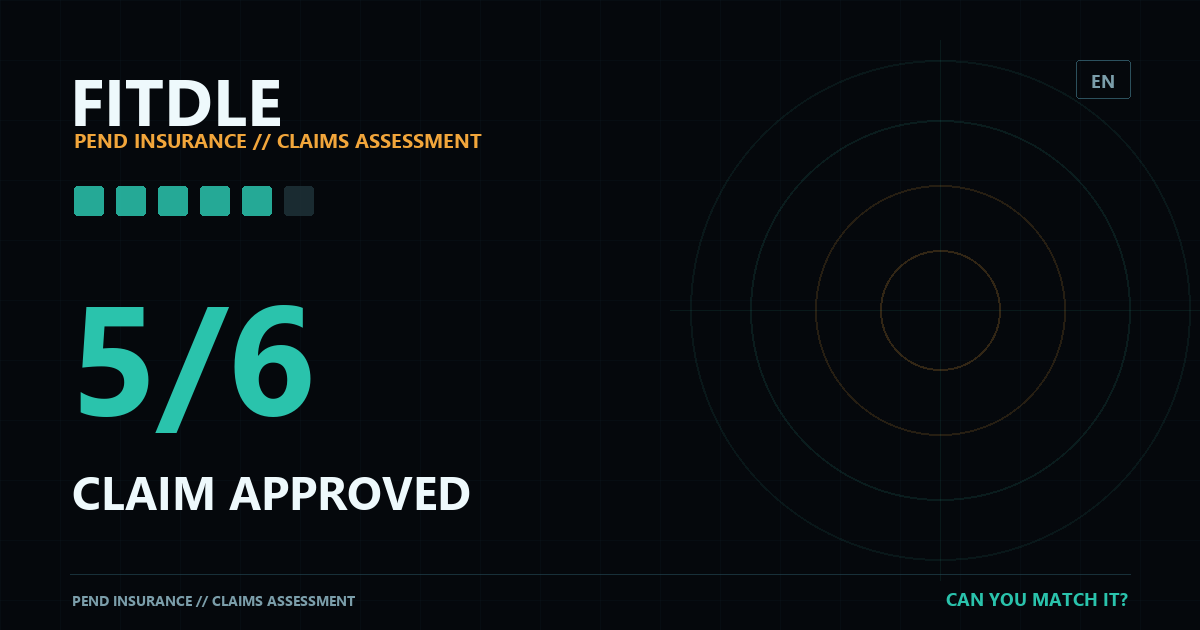 FITDLE
EN
PEND INSURANCE // CLAIMS ASSESSMENT
5/6
CLAIM APPROVED
PEND INSURANCE // CLAIMS ASSESSMENT
CAN YOU MATCH IT?